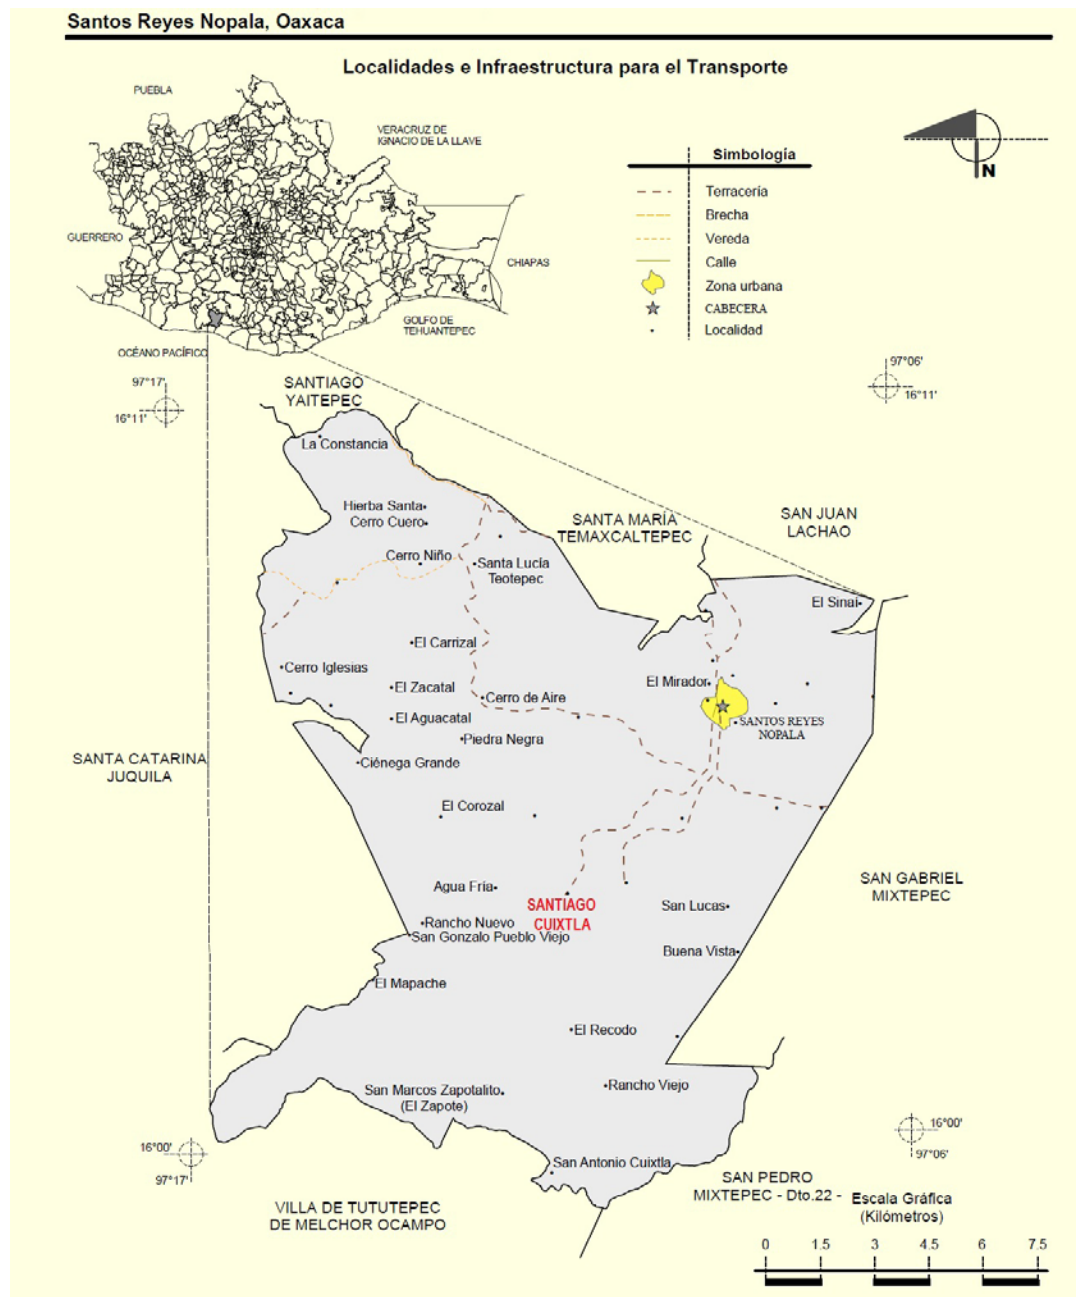 Santos Reyes Nopala, Oaxaca
Localidades e Infraestructura para el Transporte
PUEBLA
VERACRUZ DE
IGNACIO DE LA LLAVE
GUERRERO
CHIAPAS
GOLFO DE
TEHUANTEPEC
OCÉANO PACÍFICO
N
Simbología
Terracería
Brecha
Vereda
Calle
Zona urbana
CABECERA
Localidad
97°17'
16°11'
97°06'
16°11'
SANTIAGO
YAITEPEC
La Constancia
Hierba Santa
Cerro Cuero
Cerro Niño
Santa Lucía
Teotepec
SANTA MARÍA
TEMAXCALTEPEC
SAN JUAN
LACHAO
El Sinai
El Carrizal
Cerro Iglesias
El Zacatal
Cerro de Aire
El Mirador
El Aguacatal
SANTOS REYES
NOPALA
Piedra Negra
Ciénega Grande
SANTA CATARINA
JUQUILA
El Corozal
Agua Fría
SANTIAGO
CUIXTLA
San Lucas
SAN GABRIEL
MIXTEPEC
Rancho Nuevo
San Gonzalo Pueblo Viejo
Buena Vista
El Mapache
El Recodo
Rancho Viejo
San Marcos Zapotalito
(El Zapote)
San Antonio Cuixtla
16°00'
97°17'
16°00'
97°06'
SAN PEDRO
MIXTEPEC - Dto.22 -
VILLA DE TUTUTEPEC
DE MELCHOR OCAMPO
Escala Gráfica
(Kilómetros)
0 1.5 3 4.5 6 7.5